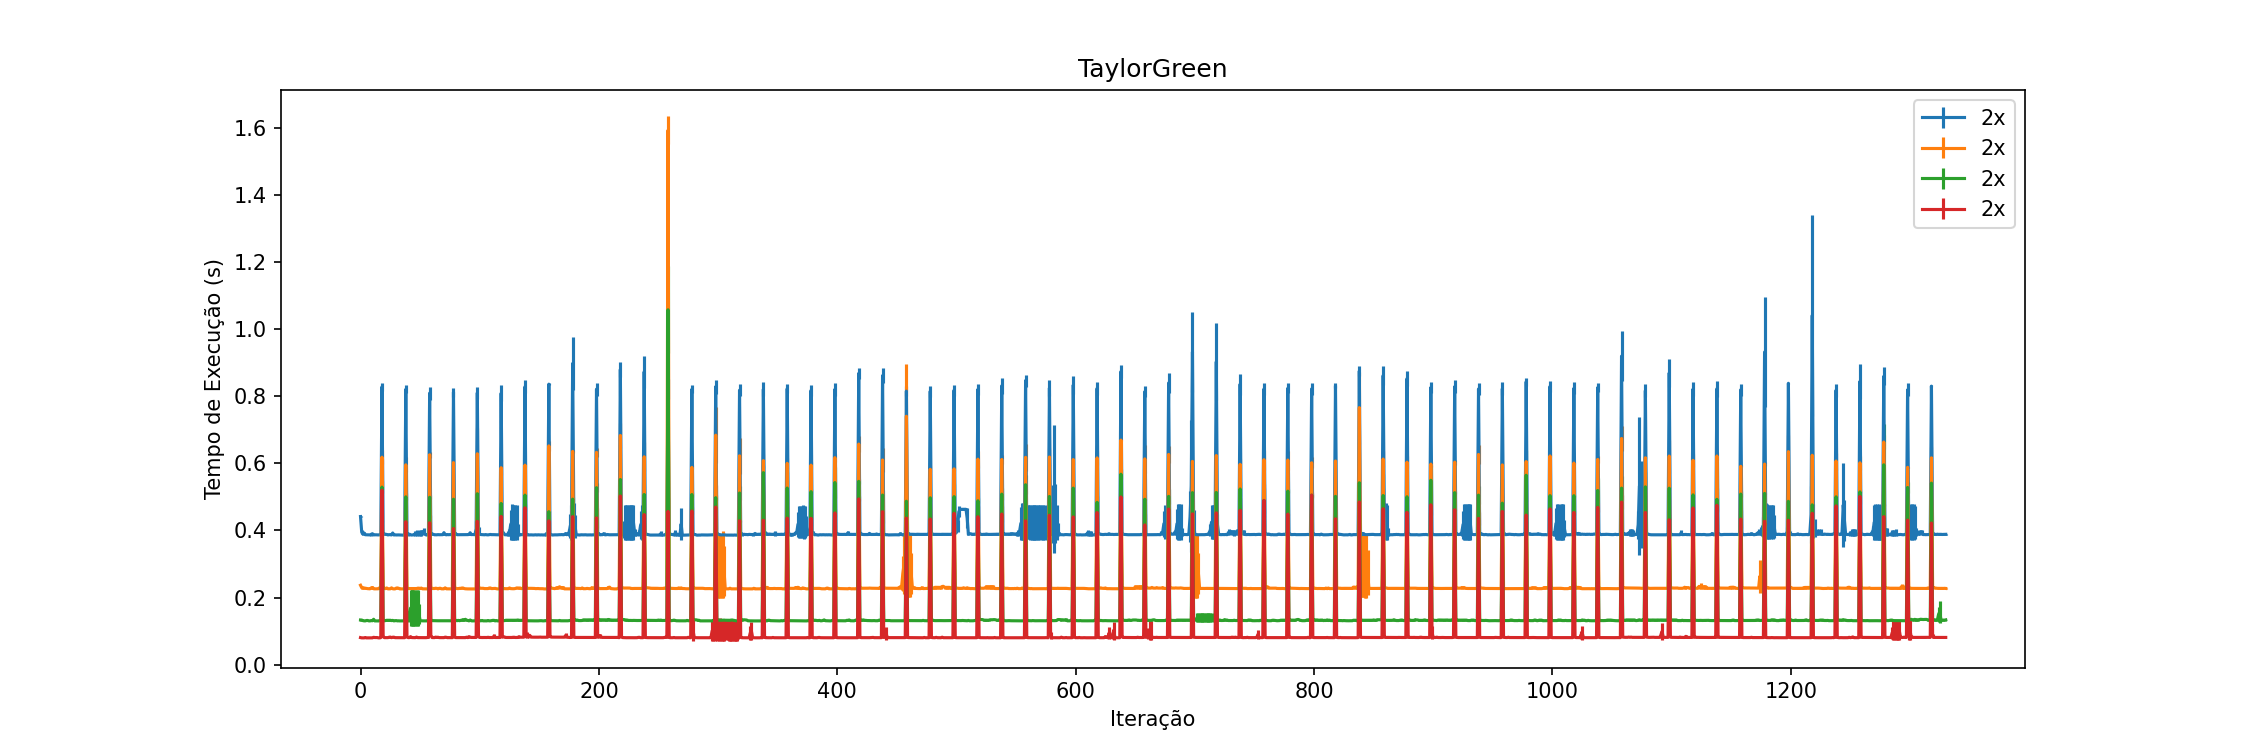 TaylorGreen
2x
2x
2x
2x
Tempo de Execução (s)
1.6
1.4
1.2
1.0
0.8
0.6
0.4
0.2
0.0
0 200 400 600 800 1000 1200
Iteração